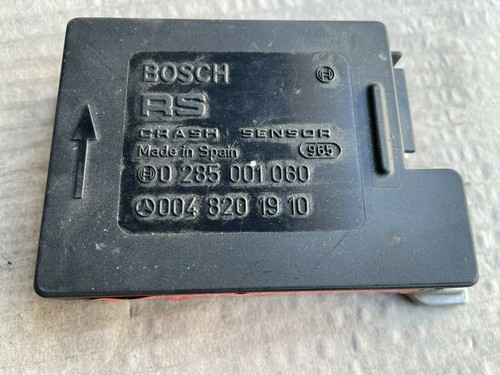 BOSCH
RS
CRASH SENSOR
Made in Spain 965
0 285 001 060
004 820 19 10